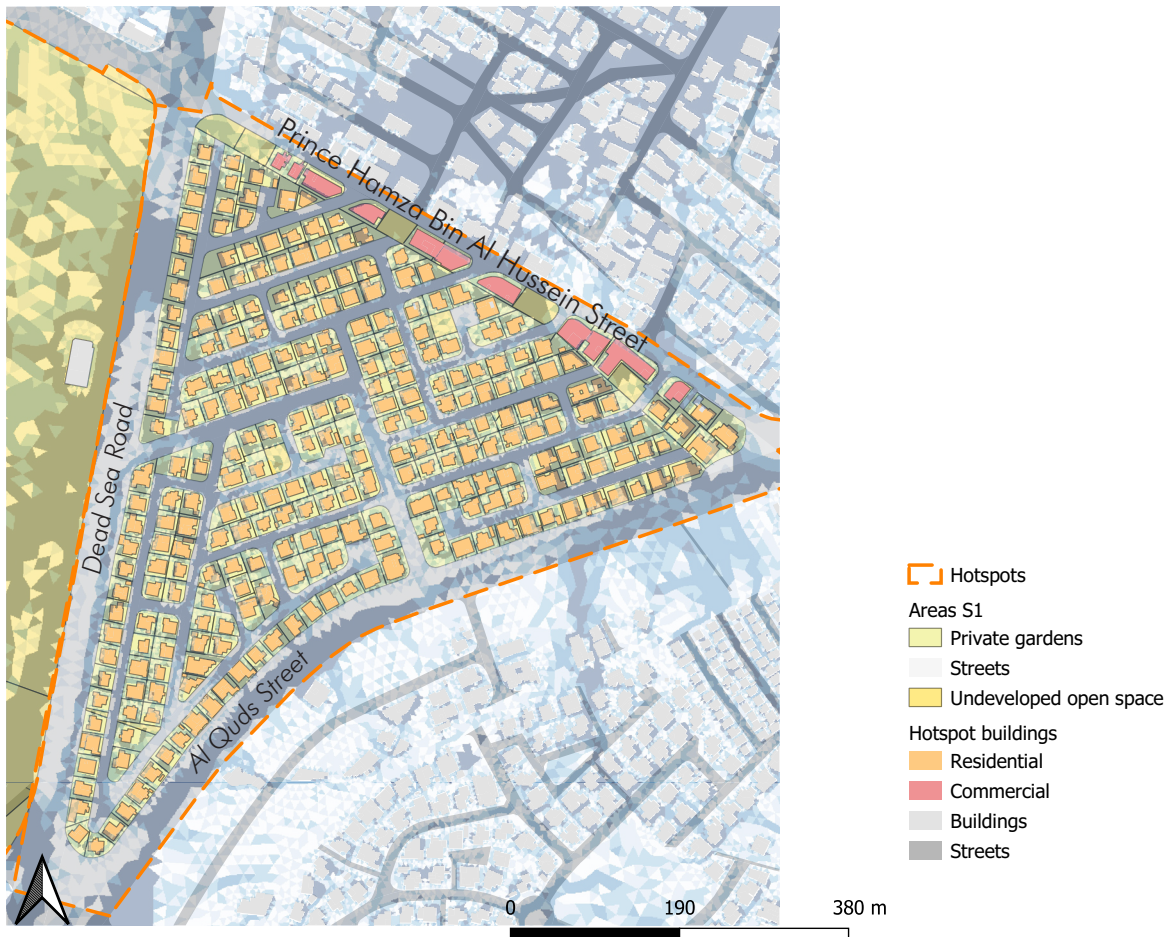 Prince Hamza Bin Al Hussein Street
Dead Sea Road
Al Quds Street
Hotspots
Areas S1
Private gardens
Streets
Undeveloped open space
Hotspot buildings
Residential
Commercial
Buildings
Streets
0 190 380 m